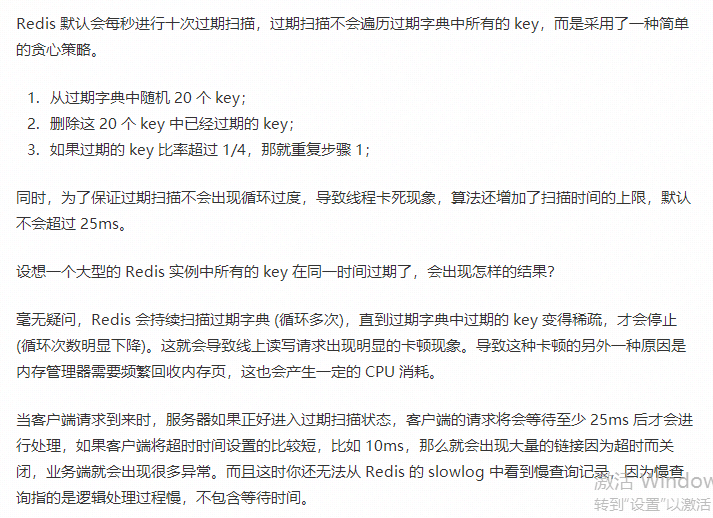 Redis 默认会每秒进行十次过期扫描，过期扫描不会遍历过期字典中所有的 key，而是采用了一种简单
的贪心策略。
1. 从过期字典中随机 20 个 key；
2. 删除这 20 个 key 中已经过期的 key；
3. 如果过期的 key 比率超过 1/4，那就重复步骤 1；
同时，为了保证过期扫描不会出现循环过度，导致线程卡死现象，算法还增加了扫描时间的上限，默认
不会超过 25ms。
设想一个大型的 Redis 实例中所有的 key 在同一时间过期了，会出现怎样的结果？
毫无疑问，Redis 会持续扫描过期字典 (循环多次)，直到过期字典中过期的 key 变得稀疏，才会停止
(循环次数明显下降)。这就会导致线上读写请求出现明显的卡顿现象。导致这种卡顿的另外一种原因是
内存管理器需要频繁回收内存页，这也会产生一定的 CPU 消耗。
当客户端请求到来时，服务器如果正好进入过期扫描状态，客户端的请求将会等待至少 25ms 后才会进
行处理，如果客户端将超时时间设置的比较短，比如 10ms，那么就会出现大量的链接因为超时而关
闭，业务端就会出现很多异常。而且这时你还无法从 Redis 的 slowlog 中看到慢查询记录，因为慢查
询指的是逻辑处理过程慢，不包含等待时间。
激活 Window
转到"设置"以激活